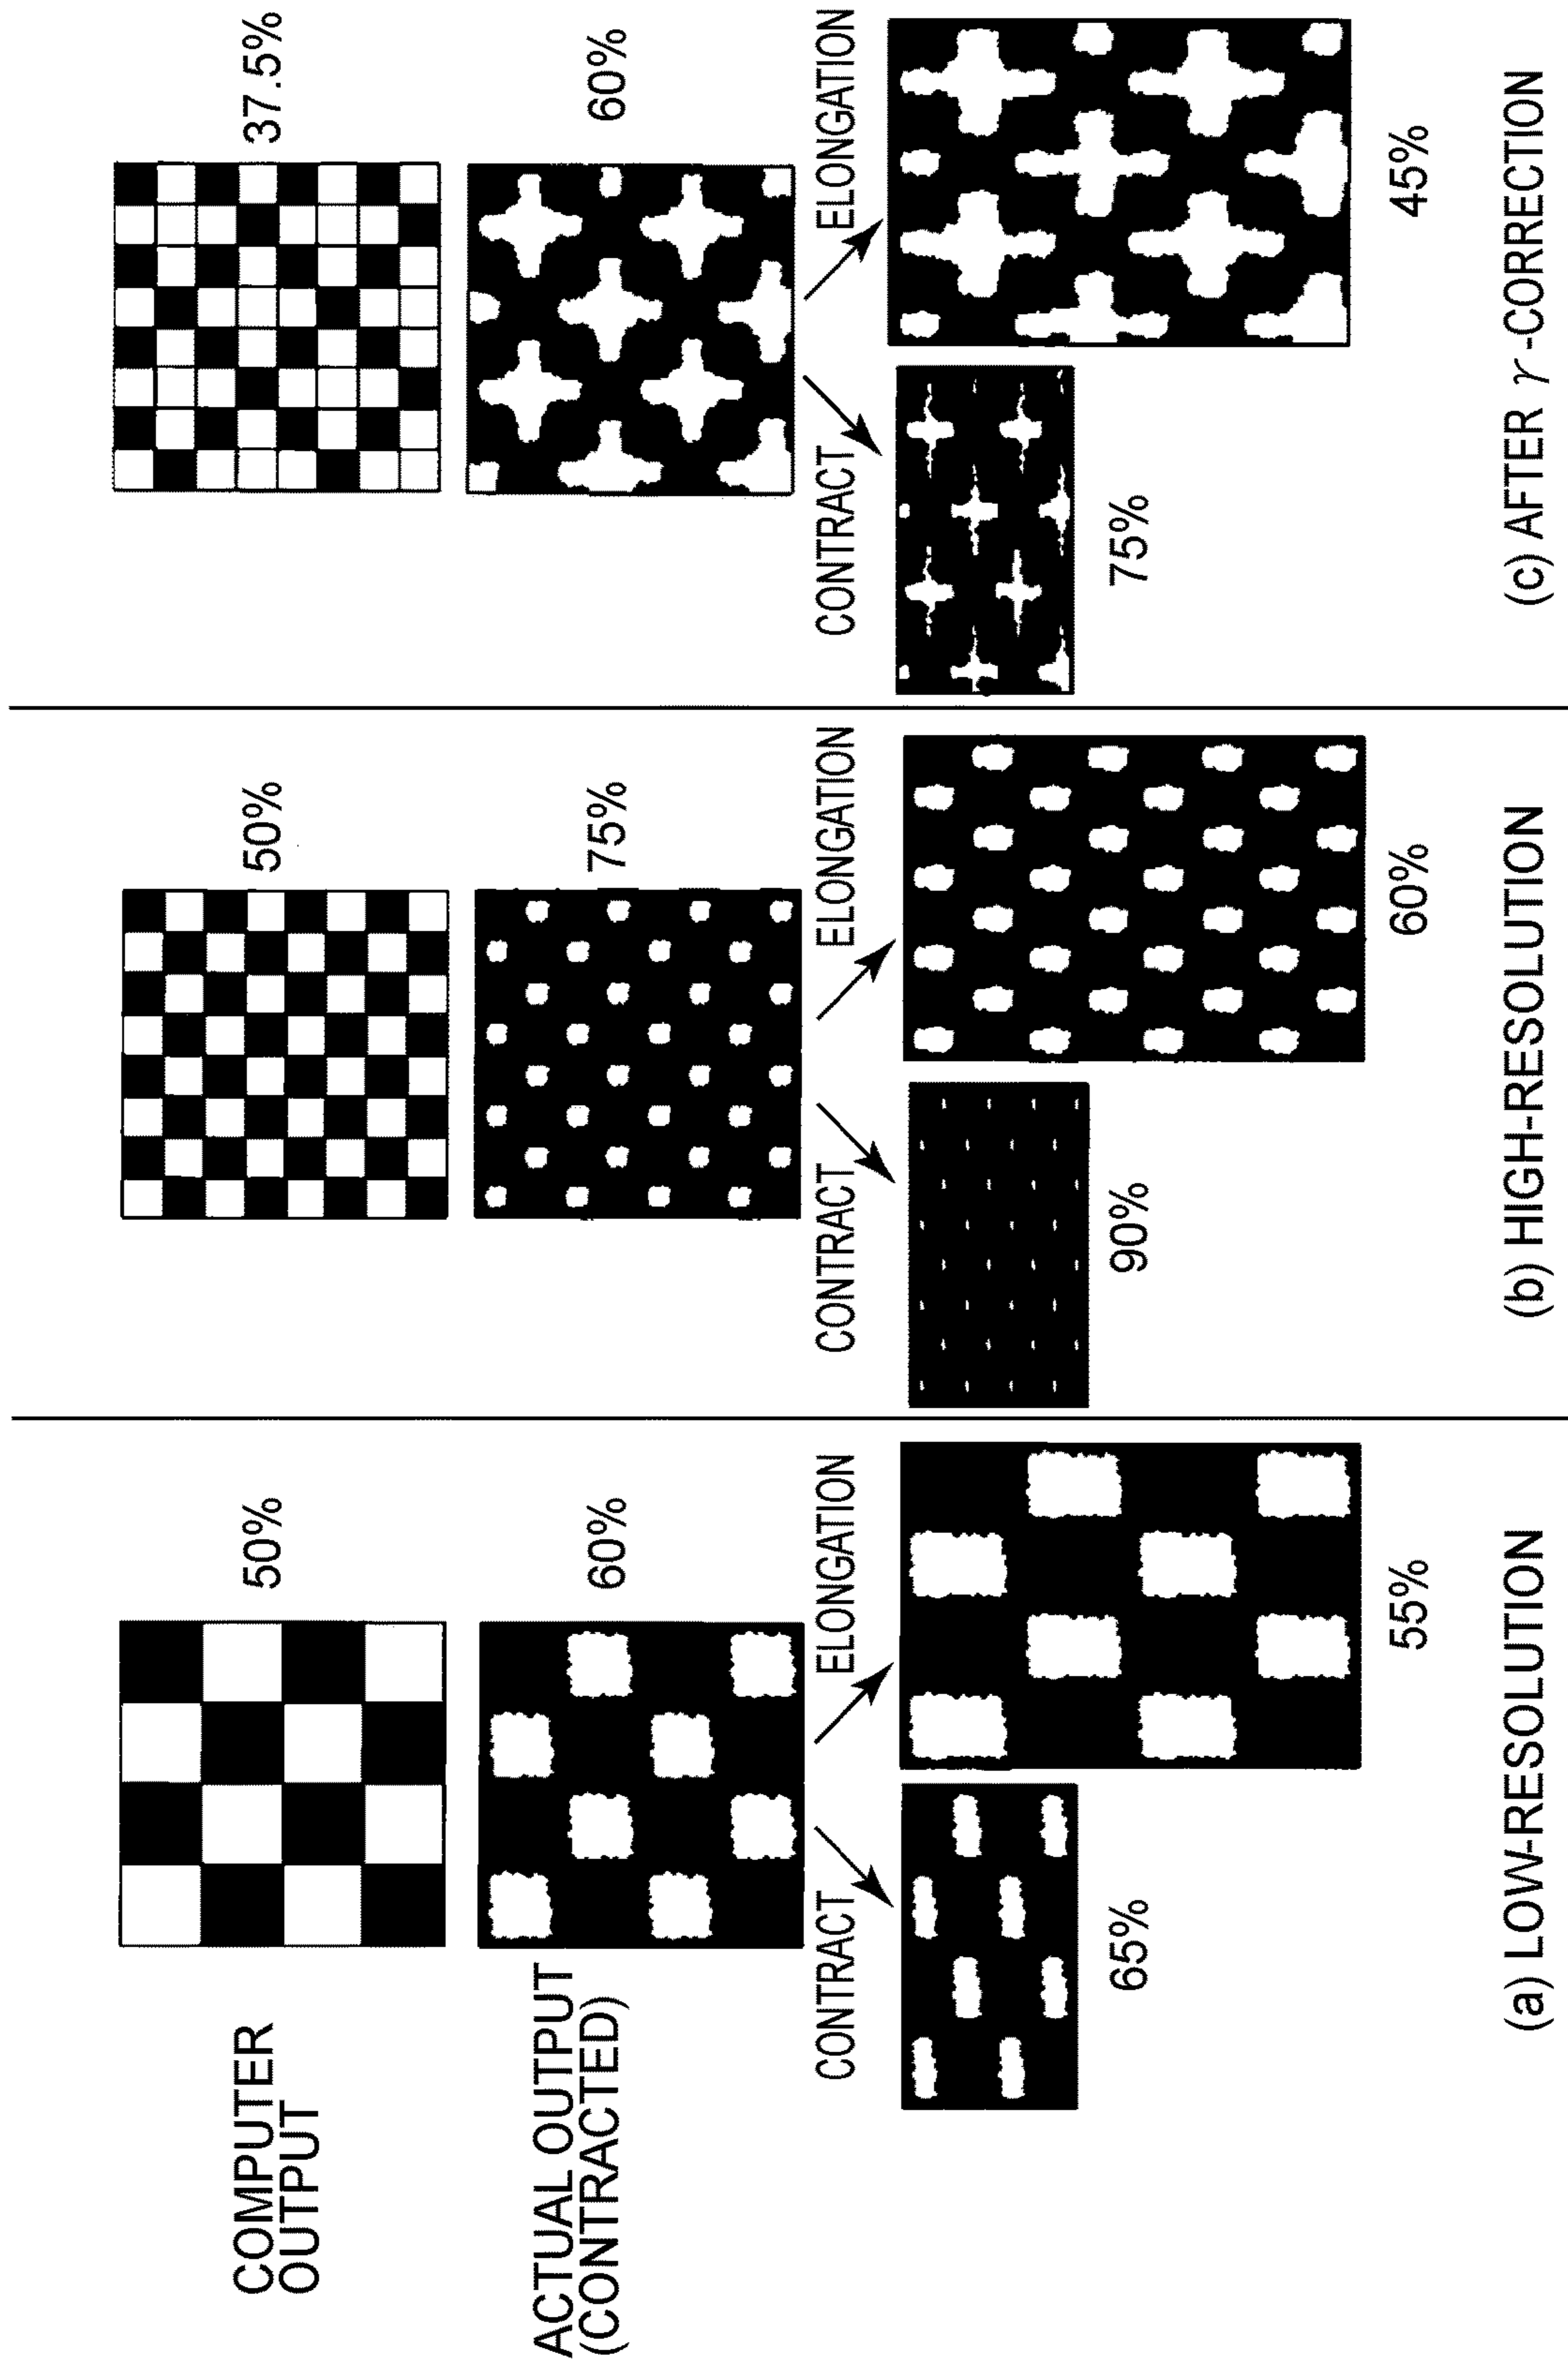 COMPUTER
OUTPUT
50%
50%
37.5%
ACTUAL OUTPUT
(CONTRACTED)
60%
75%
60%
CONTRACT
ELONGATION
CONTRACT
ELONGATION
CONTRACT
ELONGATION
65%
55%
90%
60%
75%
45%
(a) LOW-RESOLUTION
(b) HIGH-RESOLUTION
(c) AFTER γ-CORRECTION